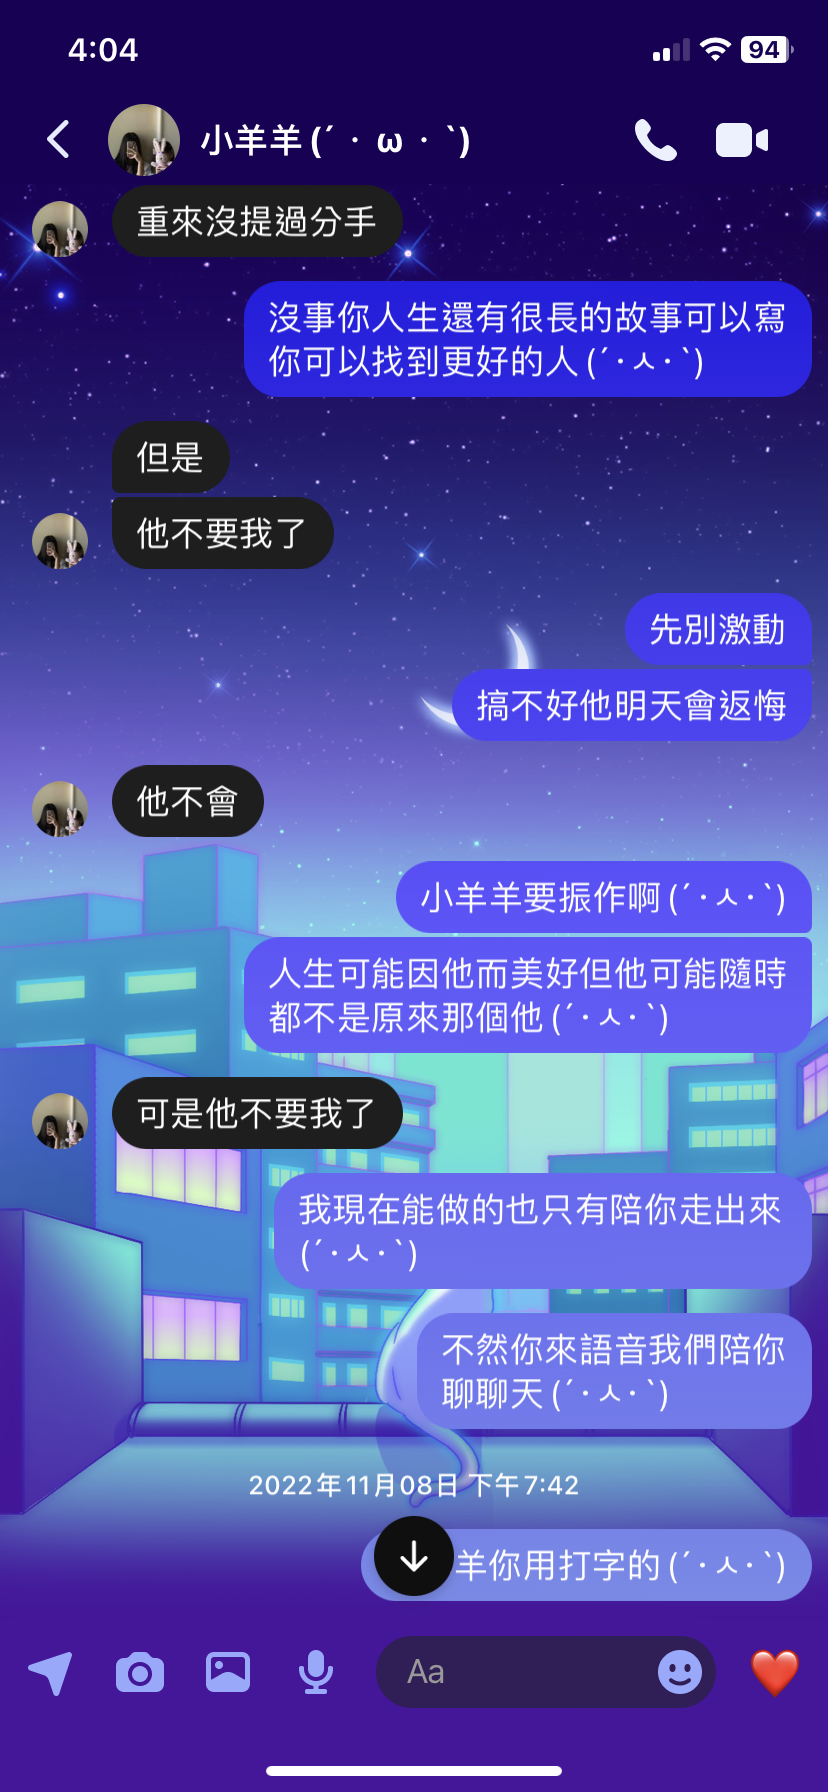 4:04
94
小羊羊 (´・ω・`)
重來沒提過分手
沒事你人生還有很長的故事可以寫
你可以找到更好的人 (´･ㅅ･`)
但是
他不要我了
先別激動
搞不好他明天會返悔
他不會
小羊羊要振作啊 (´･ㅅ･`)
人生可能因他而美好但他可能隨時
都不是原來那個他 (´･ㅅ･`)
可是他不要我了
我現在能做的也只有陪你走出來
(´･ㅅ･`)
不然你來語音我們陪你
聊聊天 (´･ㅅ･`)
2022年11月08日 下午7:42
羊你用打字的 (´･ㅅ･`)
Aa